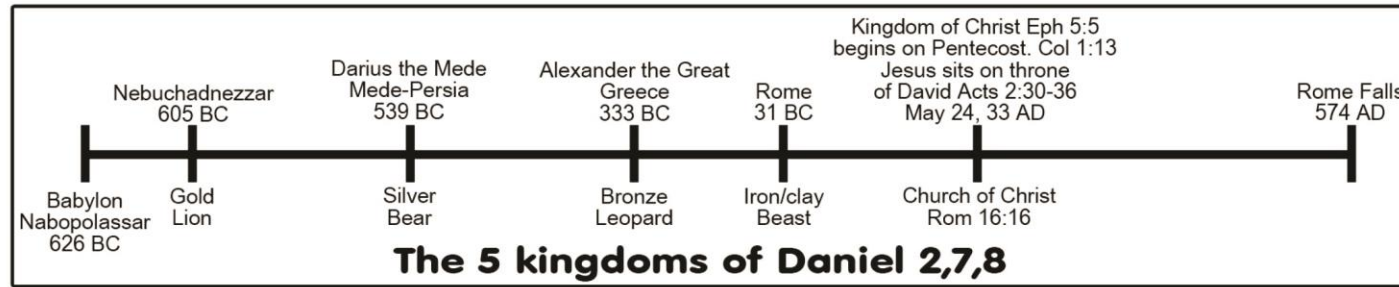 Babylon
Nabopolassar
626 BC
Nebuchadnezzar
605 BC
Gold
Lion
Darius the Mede
Mede-Persia
539 BC
Silver
Bear
Alexander the Great
Greece
333 BC
Bronze
Leopard
Rome
31 BC
Iron/clay
Beast
Kingdom of Christ Eph 5:5
begins on Pentecost. Col 1:13
Jesus sits on throne
of David Acts 2:30-36
May 24, 33 AD
Church of Christ
Rom 16:16
Rome Falls
574 AD
The 5 kingdoms of Daniel 2,7,8